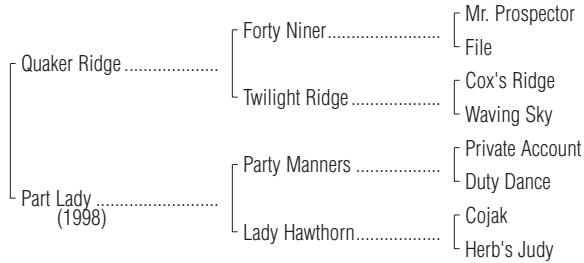 Mr. Prospector
Forty Niner
File
Quaker Ridge
Cox's Ridge
Twilight Ridge
Waving Sky
Private Account
Party Manners
Duty Dance
Part Lady
(1998)
Cojak
Lady Hawthorn
Herb's Judy